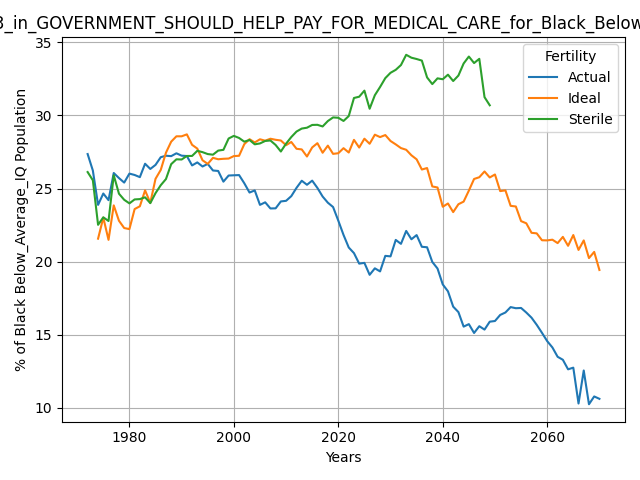 3_in_GOVERNMENT_SHOULD_HELP_PAY_FOR_MEDICAL_CARE_for_Black_Below
35
30
25
20
15
10
% of Black Below_Average_IQ Population
Fertility
Actual
Ideal
Sterile
1980
2000
2020
2040
2060
Years